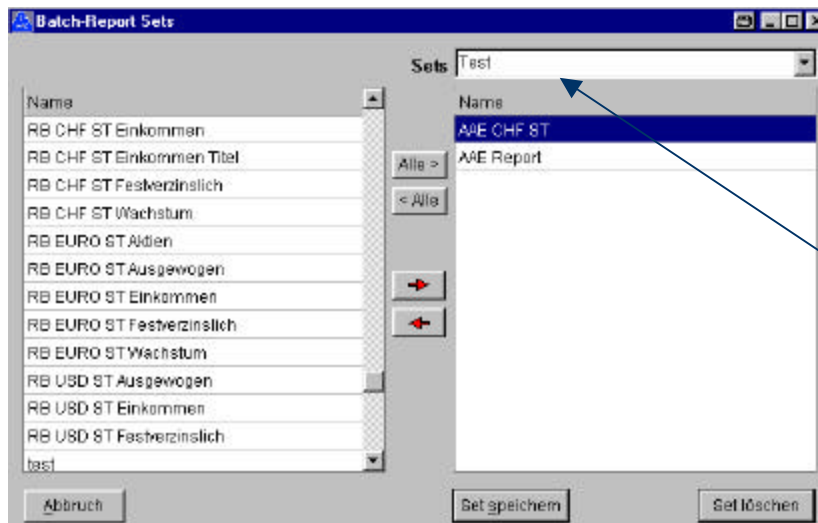 Batch-Report Sets
Sets Test
Name
RB CHF ST Einkommen
RB CHF ST Einkommen Titel
RB CHF ST Festverzinslich
RB CHF ST Wachstum
RB EURO ST Aktien
RB EURO ST Ausgewogen
RB EURO ST Einkommen
RB EURO ST Festverzinslich
RB EURO ST Wachstum
RB USD ST Ausgewogen
RB USD ST Einkommen
RB USD ST Festverzinslich
test
Alle >
< Alle
Name
AAE CHF ST
AAE Report
Abbruch
Set speichern
Set löschen